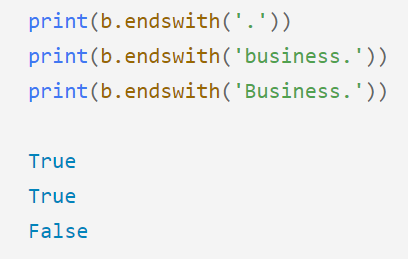 print(b.endswith('.'))
print(b.endswith('business.'))
print(b.endswith('Business.'))
True
True
False